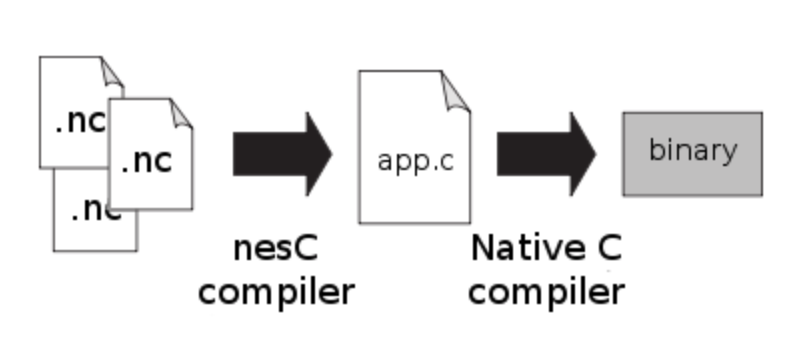 .nc
.nc
.nc
nesC
compiler
app.c
Native C
compiler
binary